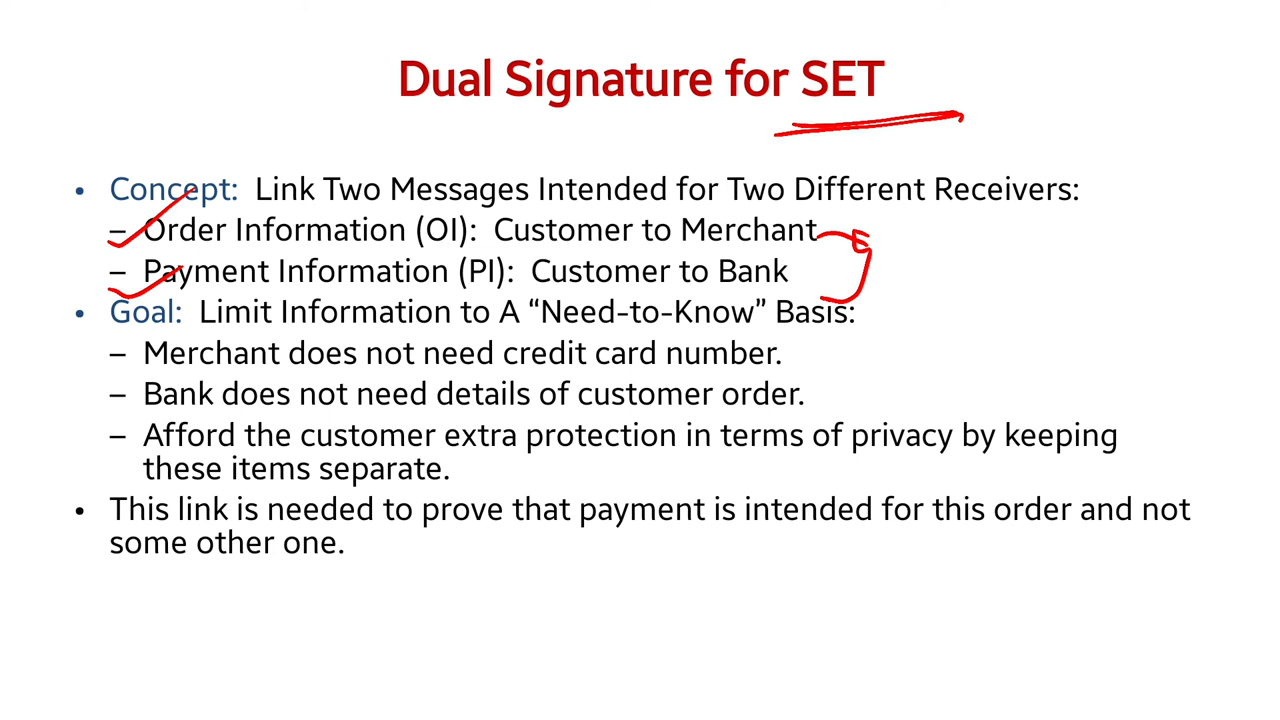 Dual Signature for SET
• Concept: Link Two Messages Intended for Two Different Receivers:
– Order Information (OI): Customer to Merchant
– Payment Information (PI): Customer to Bank
• Goal: Limit Information to A “Need-to-Know” Basis:
– Merchant does not need credit card number.
– Bank does not need details of customer order.
– Afford the customer extra protection in terms of privacy by keeping
these items separate.
• This link is needed to prove that payment is intended for this order and not
some other one.